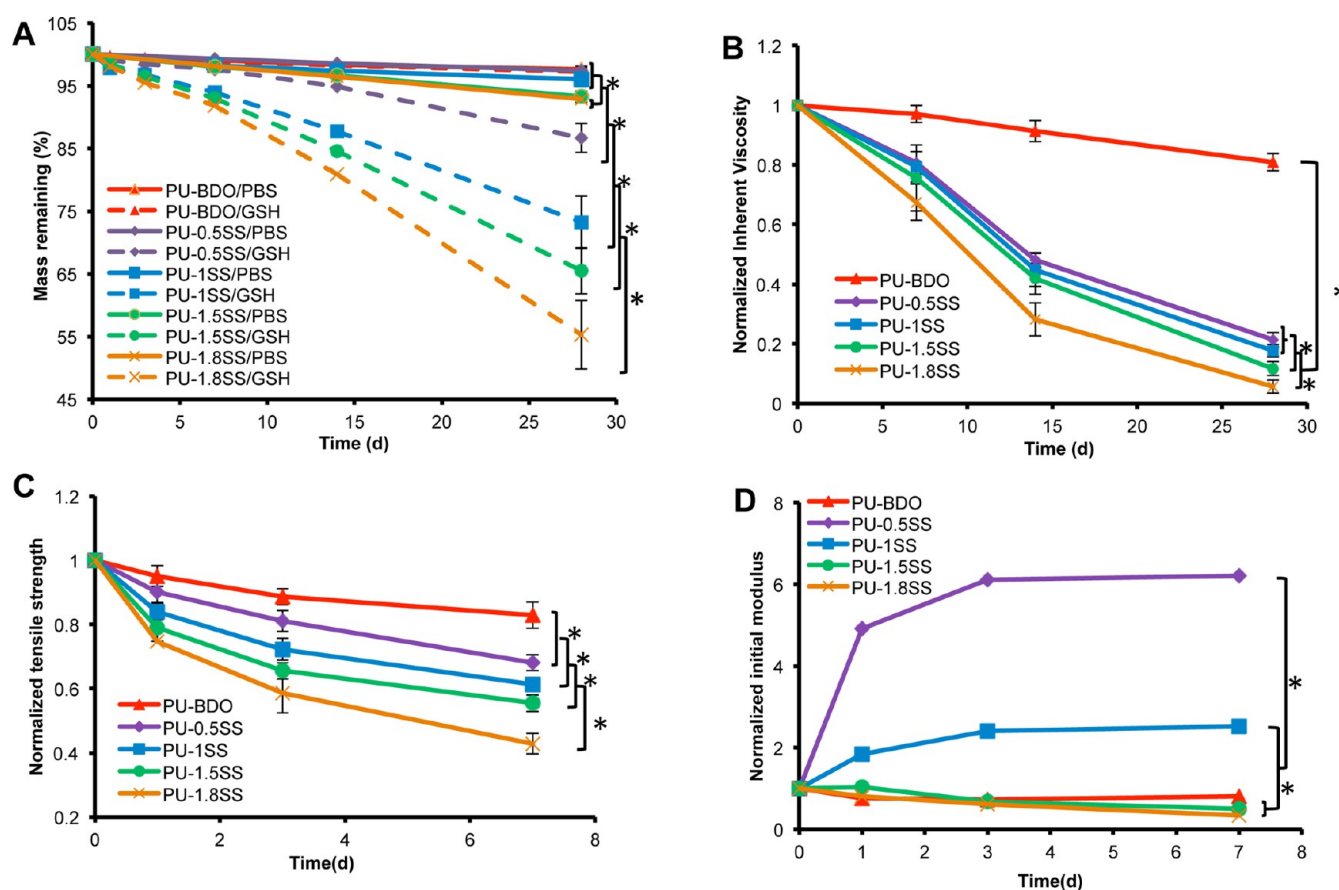 A
105
95
85
75
65
55
45
Mass remaining (%)
PU-BDO/PBS
PU-BDO/GSH
PU-0.5SS/PBS
PU-0.5SS/GSH
PU-1SS/PBS
PU-1SS/GSH
PU-1.5SS/PBS
PU-1.5SS/GSH
PU-1.8SS/PBS
PU-1.8SS/GSH
*
*
*
*
0 5 10 15 20 25 30
Time (d)
B
1.2
1
0.8
0.6
0.4
0.2
0
Normalized Inherent Viscosity
PU-BDO
PU-0.5SS
PU-1SS
PU-1.5SS
PU-1.8SS
*
*
0 5 10 15 20 25 30
Time (d)
C
1.2
1
0.8
0.6
0.4
0.2
Normalized tensile strength
PU-BDO
PU-0.5SS
PU-1SS
PU-1.5SS
PU-1.8SS
*
*
*
*
0 2 4 6 8
Time(d)
D
8
6
4
2
0
Normalized initial modulus
PU-BDO
PU-0.5SS
PU-1SS
PU-1.5SS
PU-1.8SS
*
*
0 1 2 3 4 5 6 7 8
Time(d)